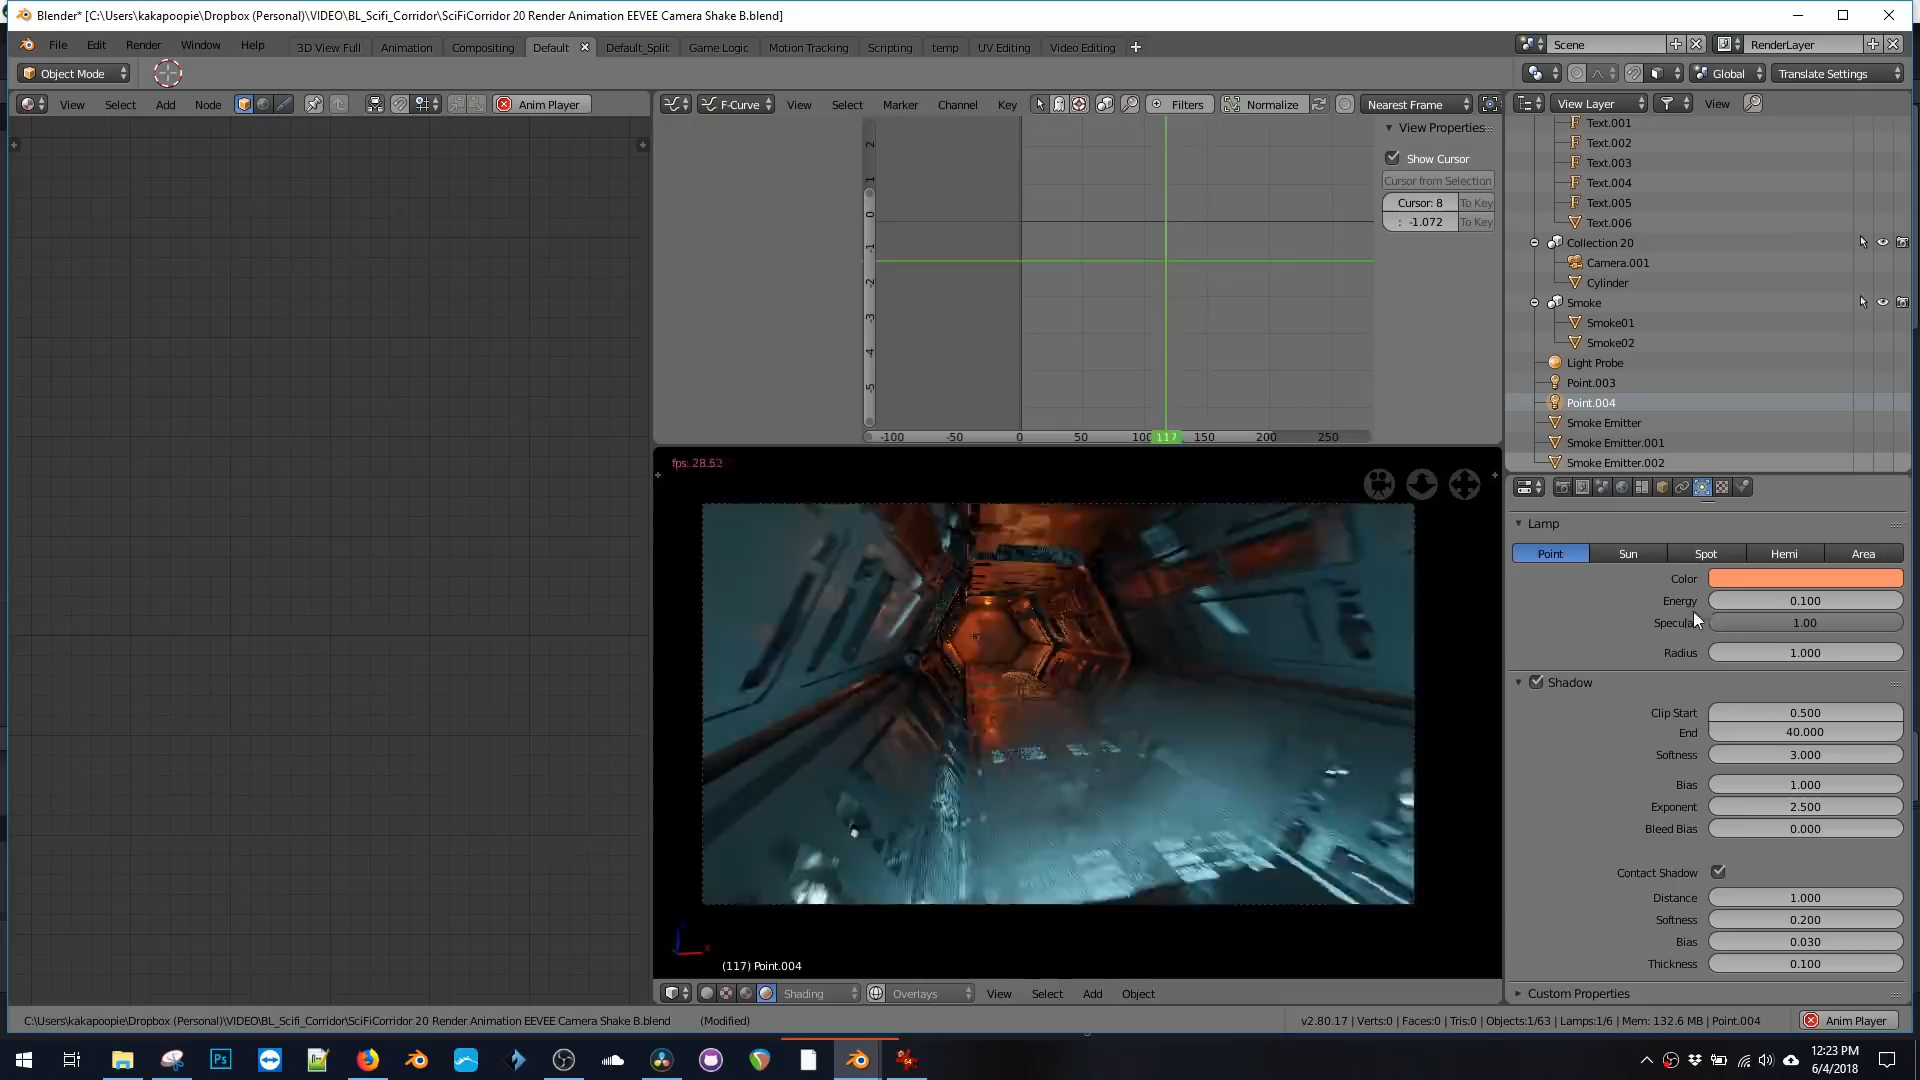 Blender* [C:\Users\kakapoopie\Dropbox (Personal)\VIDEO\BL_Scifi_Corridor\SciFiCorridor 20 Render Animation EEVEE Camera Shake B.blend]
File Edit Render Window Help 3D View Full Animation Compositing Default Default_Split Game Logic Motion Tracking Scripting temp UV Editing Video Editing Scene RenderLayer
Object Mode Global Translate Settings
View Select Add Node Anim Player F-Curve View Select Marker Channel Key Filters Normalize Nearest Frame View Layer View
Text.001
Text.002
Text.003
Text.004
Text.005
Text.006
Collection 20
Camera.001
Cylinder
Smoke
Smoke01
Smoke02
Light Probe
Point.003
Point.004
Smoke Emitter
Smoke Emitter.001
Smoke Emitter.002
View Properties
Show Cursor
Cursor from Selection
Cursor: 8 To Key
: -1.072 To Key
2
1
0
-1
-2
-3
-4
-5
-100 -50 0 50 100 117 150 200 250
fps: 28.52
(117) Point.004
Shading Overlays View Select Add Object
Lamp
Point Sun Spot Hemi Area
Color
Energy 0.100
Specular 1.00
Radius 1.000
Shadow
Clip Start 0.500
End 40.000
Softness 3.000
Bias 1.000
Exponent 2.500
Bleed Bias 0.000
Contact Shadow
Distance 1.000
Softness 0.200
Bias 0.030
Thickness 0.100
Custom Properties
C:\Users\kakapoopie\Dropbox (Personal)\VIDEO\BL_Scifi_Corridor\SciFiCorridor 20 Render Animation EEVEE Camera Shake B.blend (Modified) v2.80.17 | Verts:0 | Faces:0 | Tris:0 | Objects:1/63 | Lamps:1/6 | Mem: 132.6 MB | Point.004 Anim Player
Ps
12:23 PM
6/4/2018